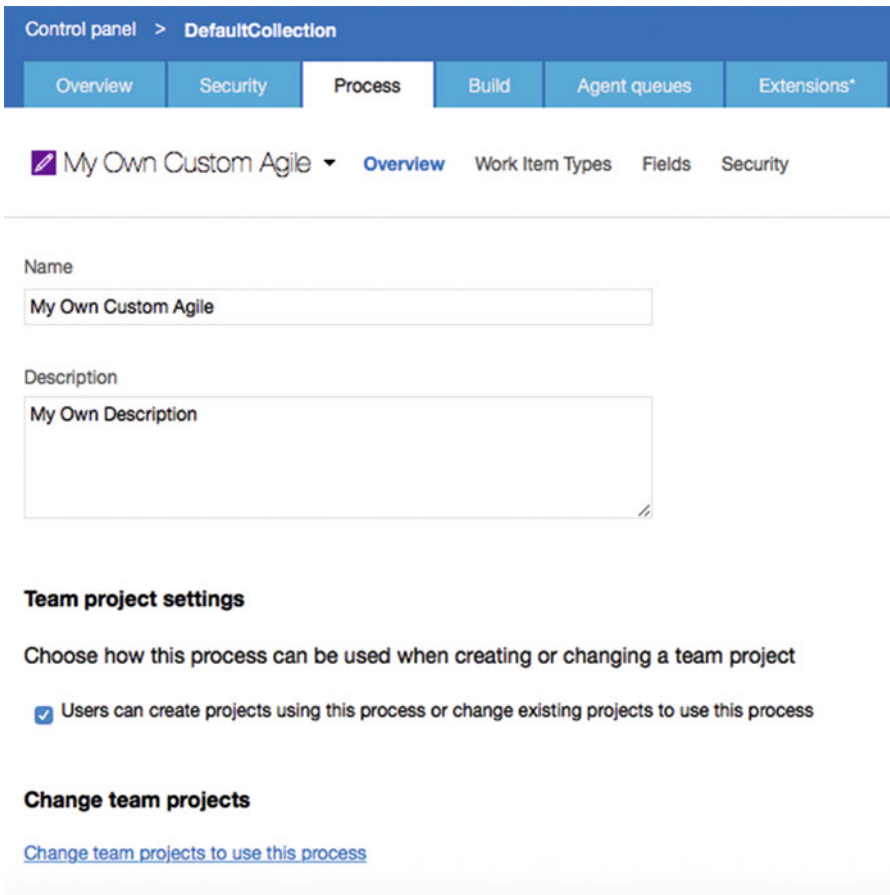 Control panel > DefaultCollection
Overview Security Process Build Agent queues Extensions*
My Own Custom Agile Overview Work Item Types Fields Security
Name
My Own Custom Agile
Description
My Own Description
Team project settings
Choose how this process can be used when creating or changing a team project
Users can create projects using this process or change existing projects to use this process
Change team projects
Change team projects to use this process